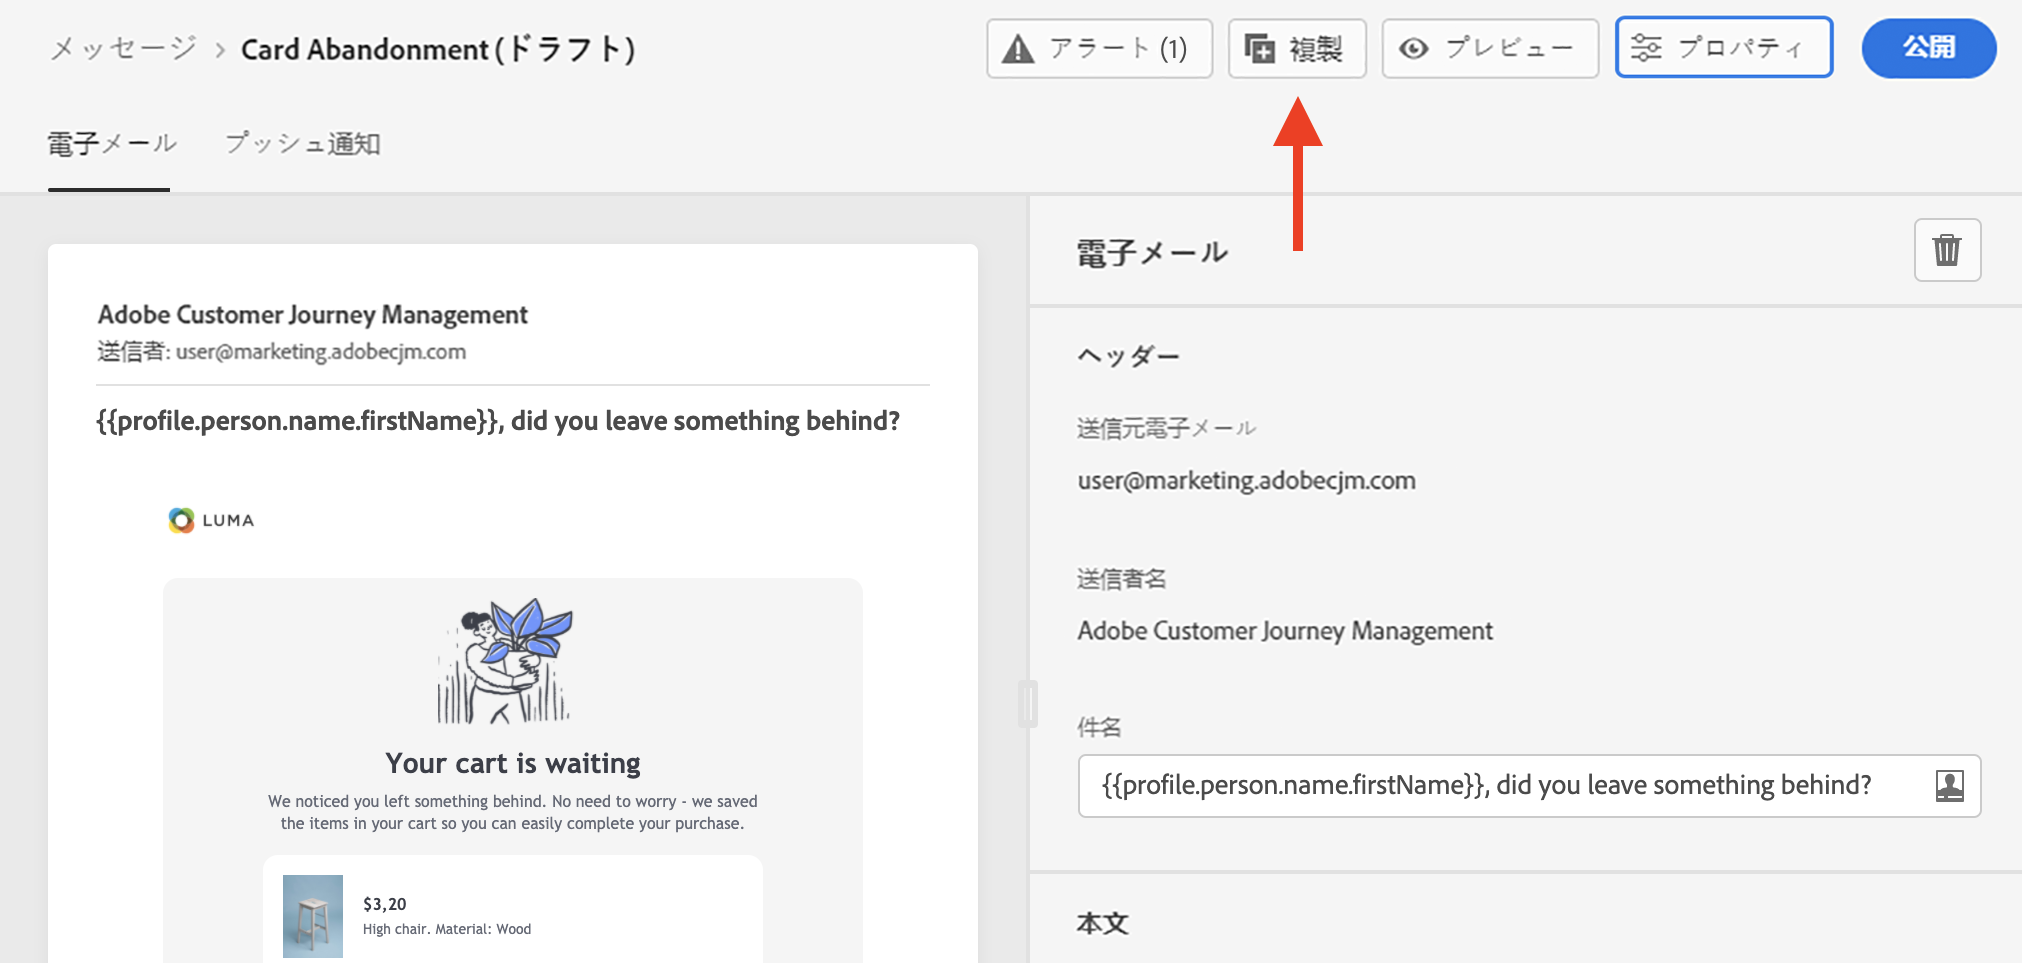 メッセージ > Card Abandonment (ドラフト)
アラート (1)
複製
プレビュー
プロパティ
公開
電子メール
プッシュ通知
Adobe Customer Journey Management
送信者: user@marketing.adobecjm.com
{{profile.person.name.firstName}}, did you leave something behind?
LUMA
Your cart is waiting
We noticed you left something behind. No need to worry - we saved
the items in your cart so you can easily complete your purchase.
$3,20
High chair. Material: Wood
電子メール
ヘッダー
送信元電子メール
user@marketing.adobecjm.com
送信者名
Adobe Customer Journey Management
件名
{{profile.person.name.firstName}}, did you leave something behind?
本文